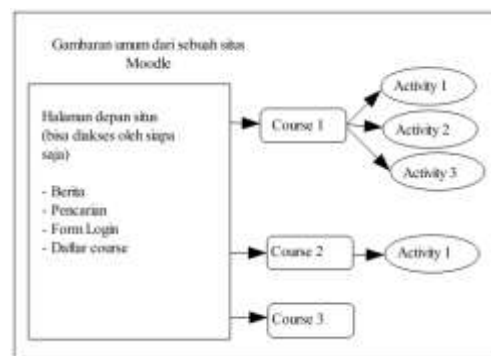 Gambaran umum dari sebuah situs
Moodle
Halaman depan situs
(bisa diakses oleh siapa
saja)
- Berita
- Pencarian
- Form Login
- Daftar course
Course 1
Activity 1
Activity 2
Activity 3
Course 2
Activity 1
Course 3